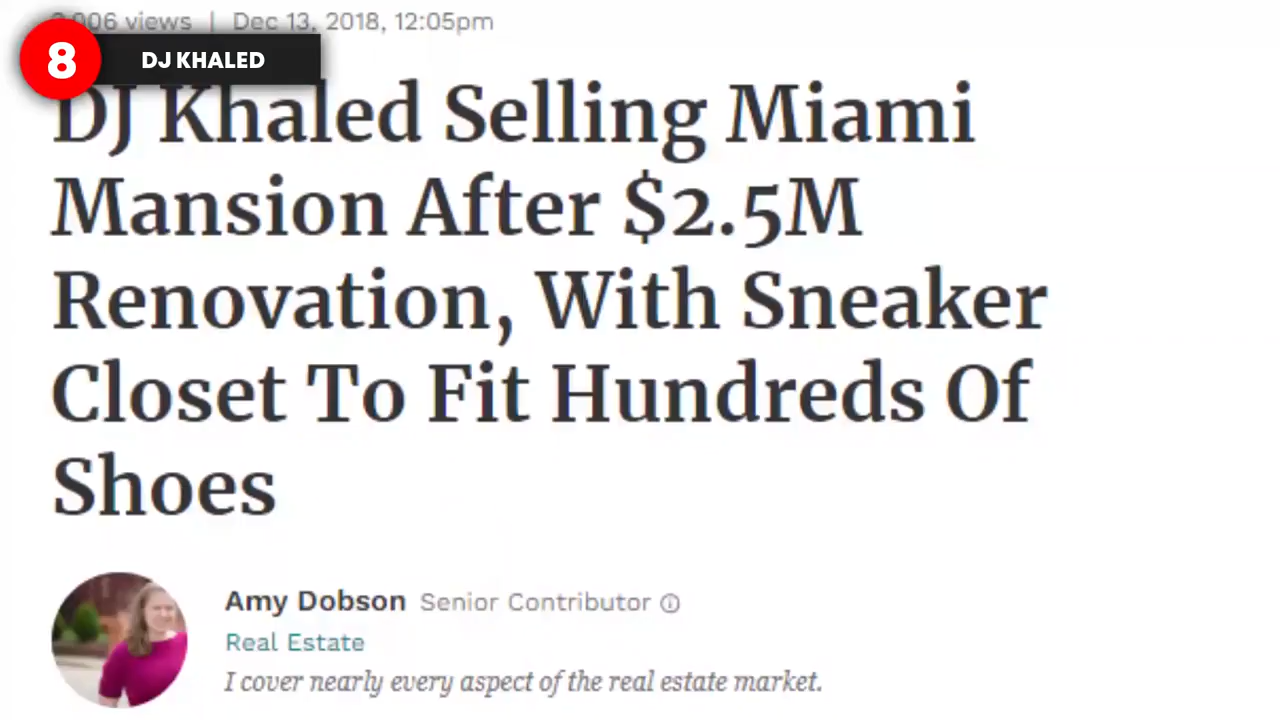 views | Dec 13, 2018, 12:05pm
8
DJ KHALED
DJ Khaled Selling Miami
Mansion After $2.5M
Renovation, With Sneaker
Closet To Fit Hundreds Of
Shoes
Amy Dobson Senior Contributor
Real Estate
I cover nearly every aspect of the real estate market.